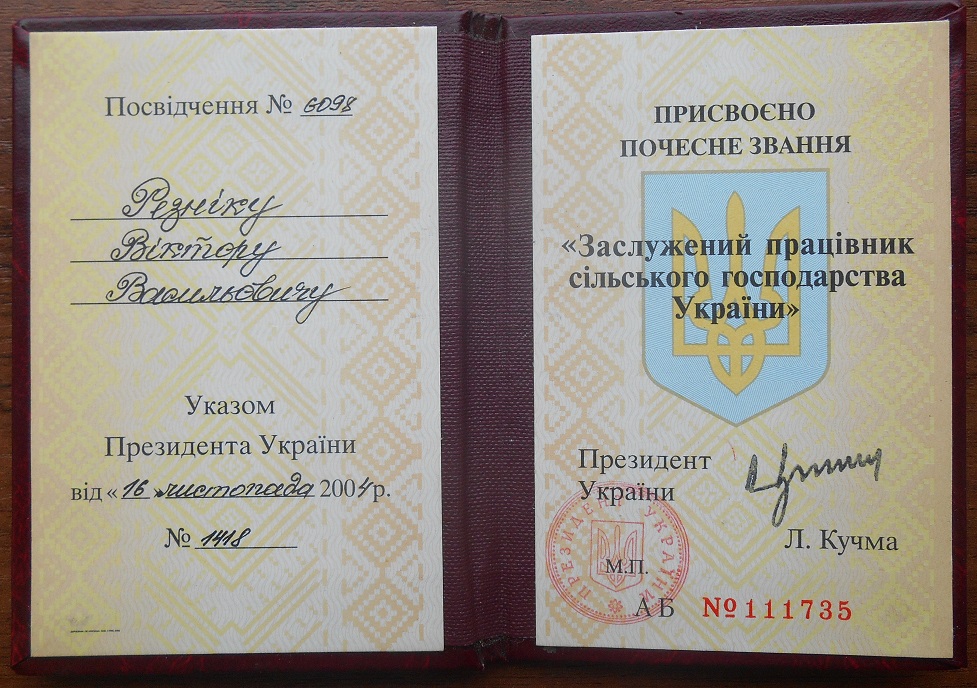 Посвідчення № 6098
Резніку
Віктору
Васильовичу
Указом
Президента України
від «16» листопада 2004 р.
№ 1418
ПРИСВОЄНО
ПОЧЕСНЕ ЗВАННЯ
«Заслужений працівник
сільського господарства
України»
Президент
України
Л. Кучма
ПРЕЗИДЕНТ УКРАЇНИ
М.П.
АБ №111735